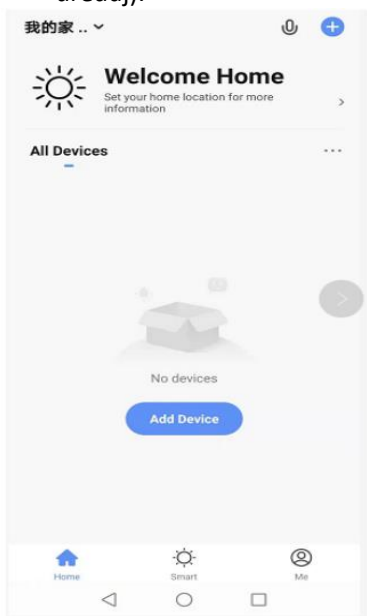 我的家 ..
Welcome Home
Set your home location for more
information
All Devices
No devices
Add Device
Home
Smart
Me